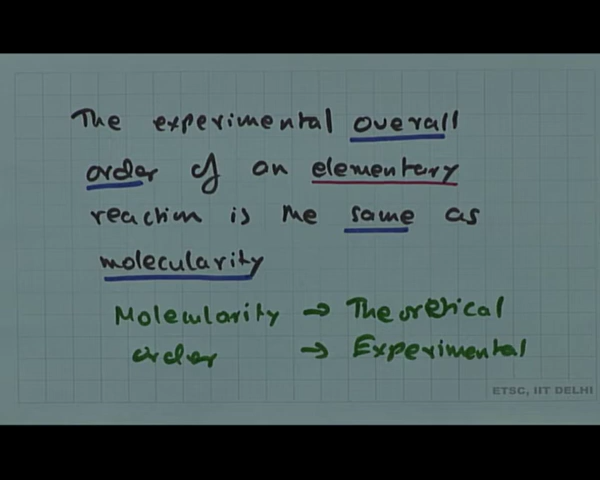 The experimental overall
order of an elementary
reaction is the same as
molecularity
Molecularity → Theoretical
order → Experimental
ETSC, IIT DELHI